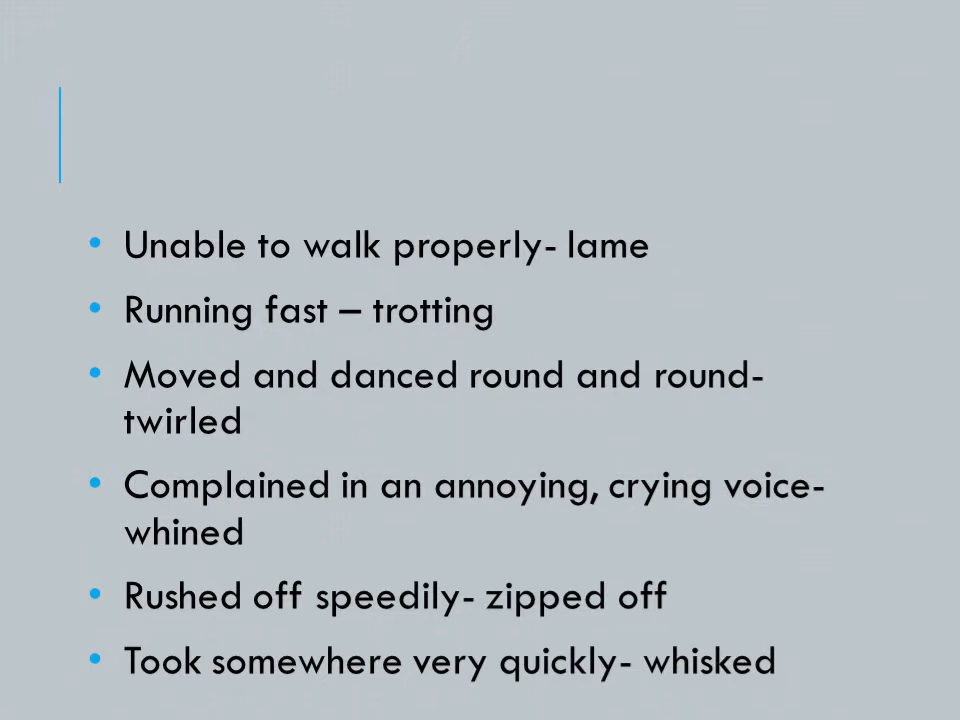 • Unable to walk properly- lame
• Running fast – trotting
• Moved and danced round and round-
twirled
• Complained in an annoying, crying voice-
whined
• Rushed off speedily- zipped off
• Took somewhere very quickly- whisked